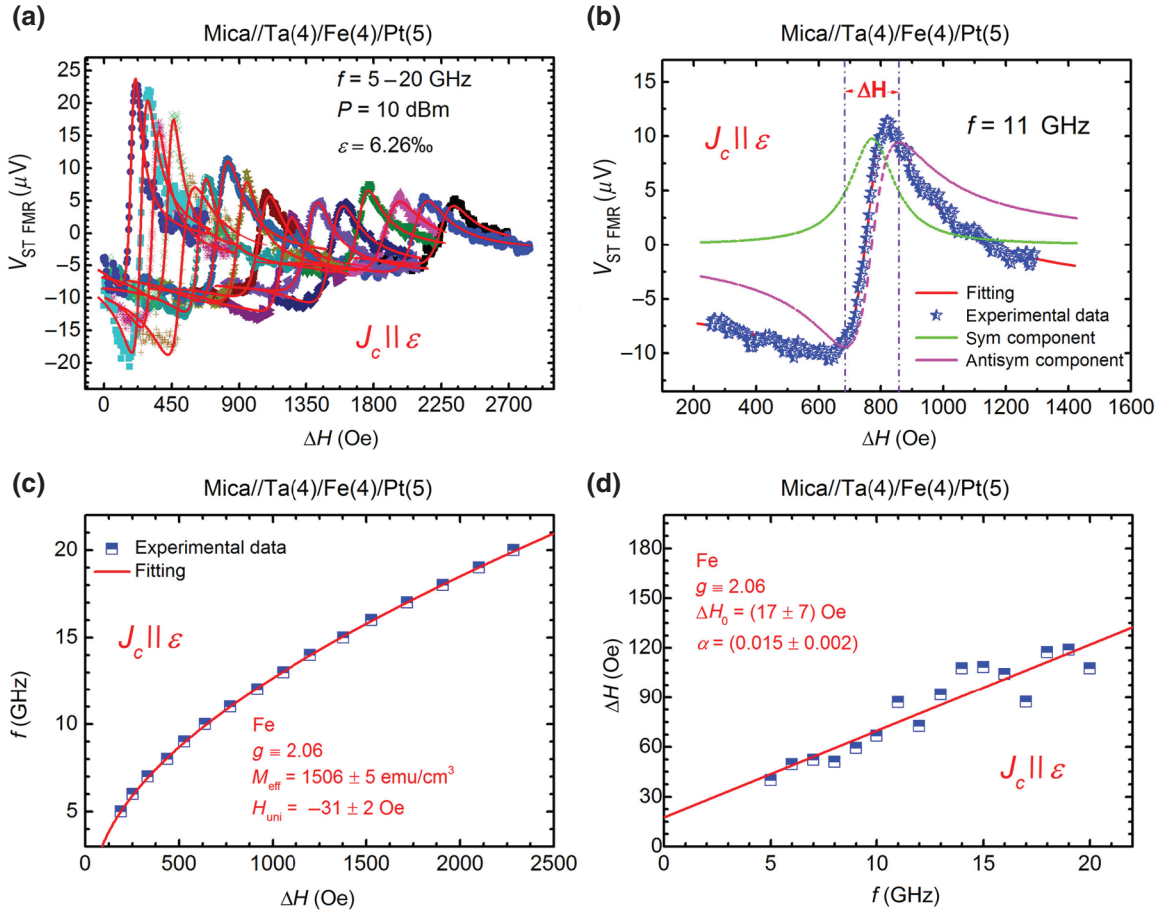 (a)
Mica//Ta(4)/Fe(4)/Pt(5)
f = 5–20 GHz
P = 10 dBm
ε = 6.26‰
J_c || ε
V_ST FMR (μV)
25
20
15
10
5
0
−5
−10
−15
−20
0 450 900 1350 1800 2250 2700
ΔH (Oe)
(b)
Mica//Ta(4)/Fe(4)/Pt(5)
ΔH
f = 11 GHz
J_c || ε
V_ST FMR (μV)
15
10
5
0
−5
−10
Fitting
Experimental data
Sym component
Antisym component
200 400 600 800 1000 1200 1400 1600
ΔH (Oe)
(c)
Mica//Ta(4)/Fe(4)/Pt(5)
Experimental data
Fitting
J_c || ε
f (GHz)
20
15
10
5
Fe
g ≡ 2.06
M_eff = 1506 ± 5 emu/cm³
H_uni = −31 ± 2 Oe
0 500 1000 1500 2000 2500
ΔH (Oe)
(d)
Mica//Ta(4)/Fe(4)/Pt(5)
Fe
g ≡ 2.06
ΔH₀ = (17 ± 7) Oe
α = (0.015 ± 0.002)
J_c || ε
ΔH (Oe)
180
150
120
90
60
30
0
0 5 10 15 20
f (GHz)